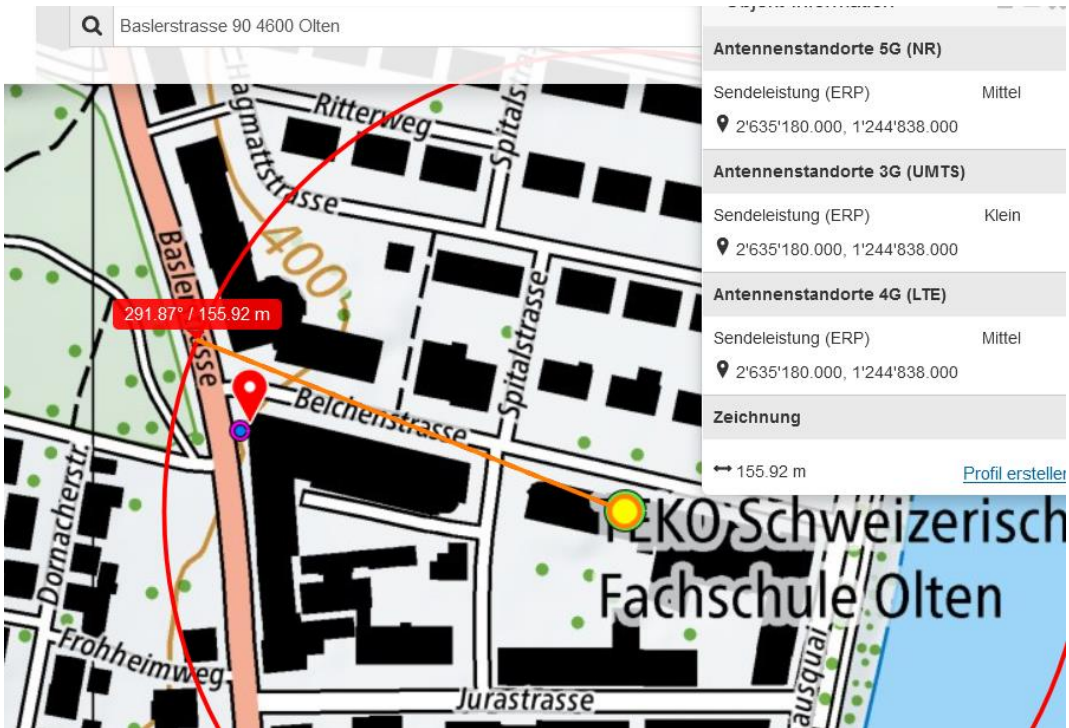 Baslerstrasse 90 4600 Olten
Antennenstandorte 5G (NR)
Sendeleistung (ERP) Mittel
2'635'180.000, 1'244'838.000
Antennenstandorte 3G (UMTS)
Sendeleistung (ERP) Klein
2'635'180.000, 1'244'838.000
Antennenstandorte 4G (LTE)
Sendeleistung (ERP) Mittel
2'635'180.000, 1'244'838.000
Zeichnung
155.92 m Profil erstellen
Ritterweg
Hagmattstrasse
Spitalstr
400
291.87° / 155.92 m
Spitalstrasse
Belchenstrasse
Dornacherstr.
TEKO Schweizerisch
Fachschule Olten
Frohheimweg
Jurastrasse